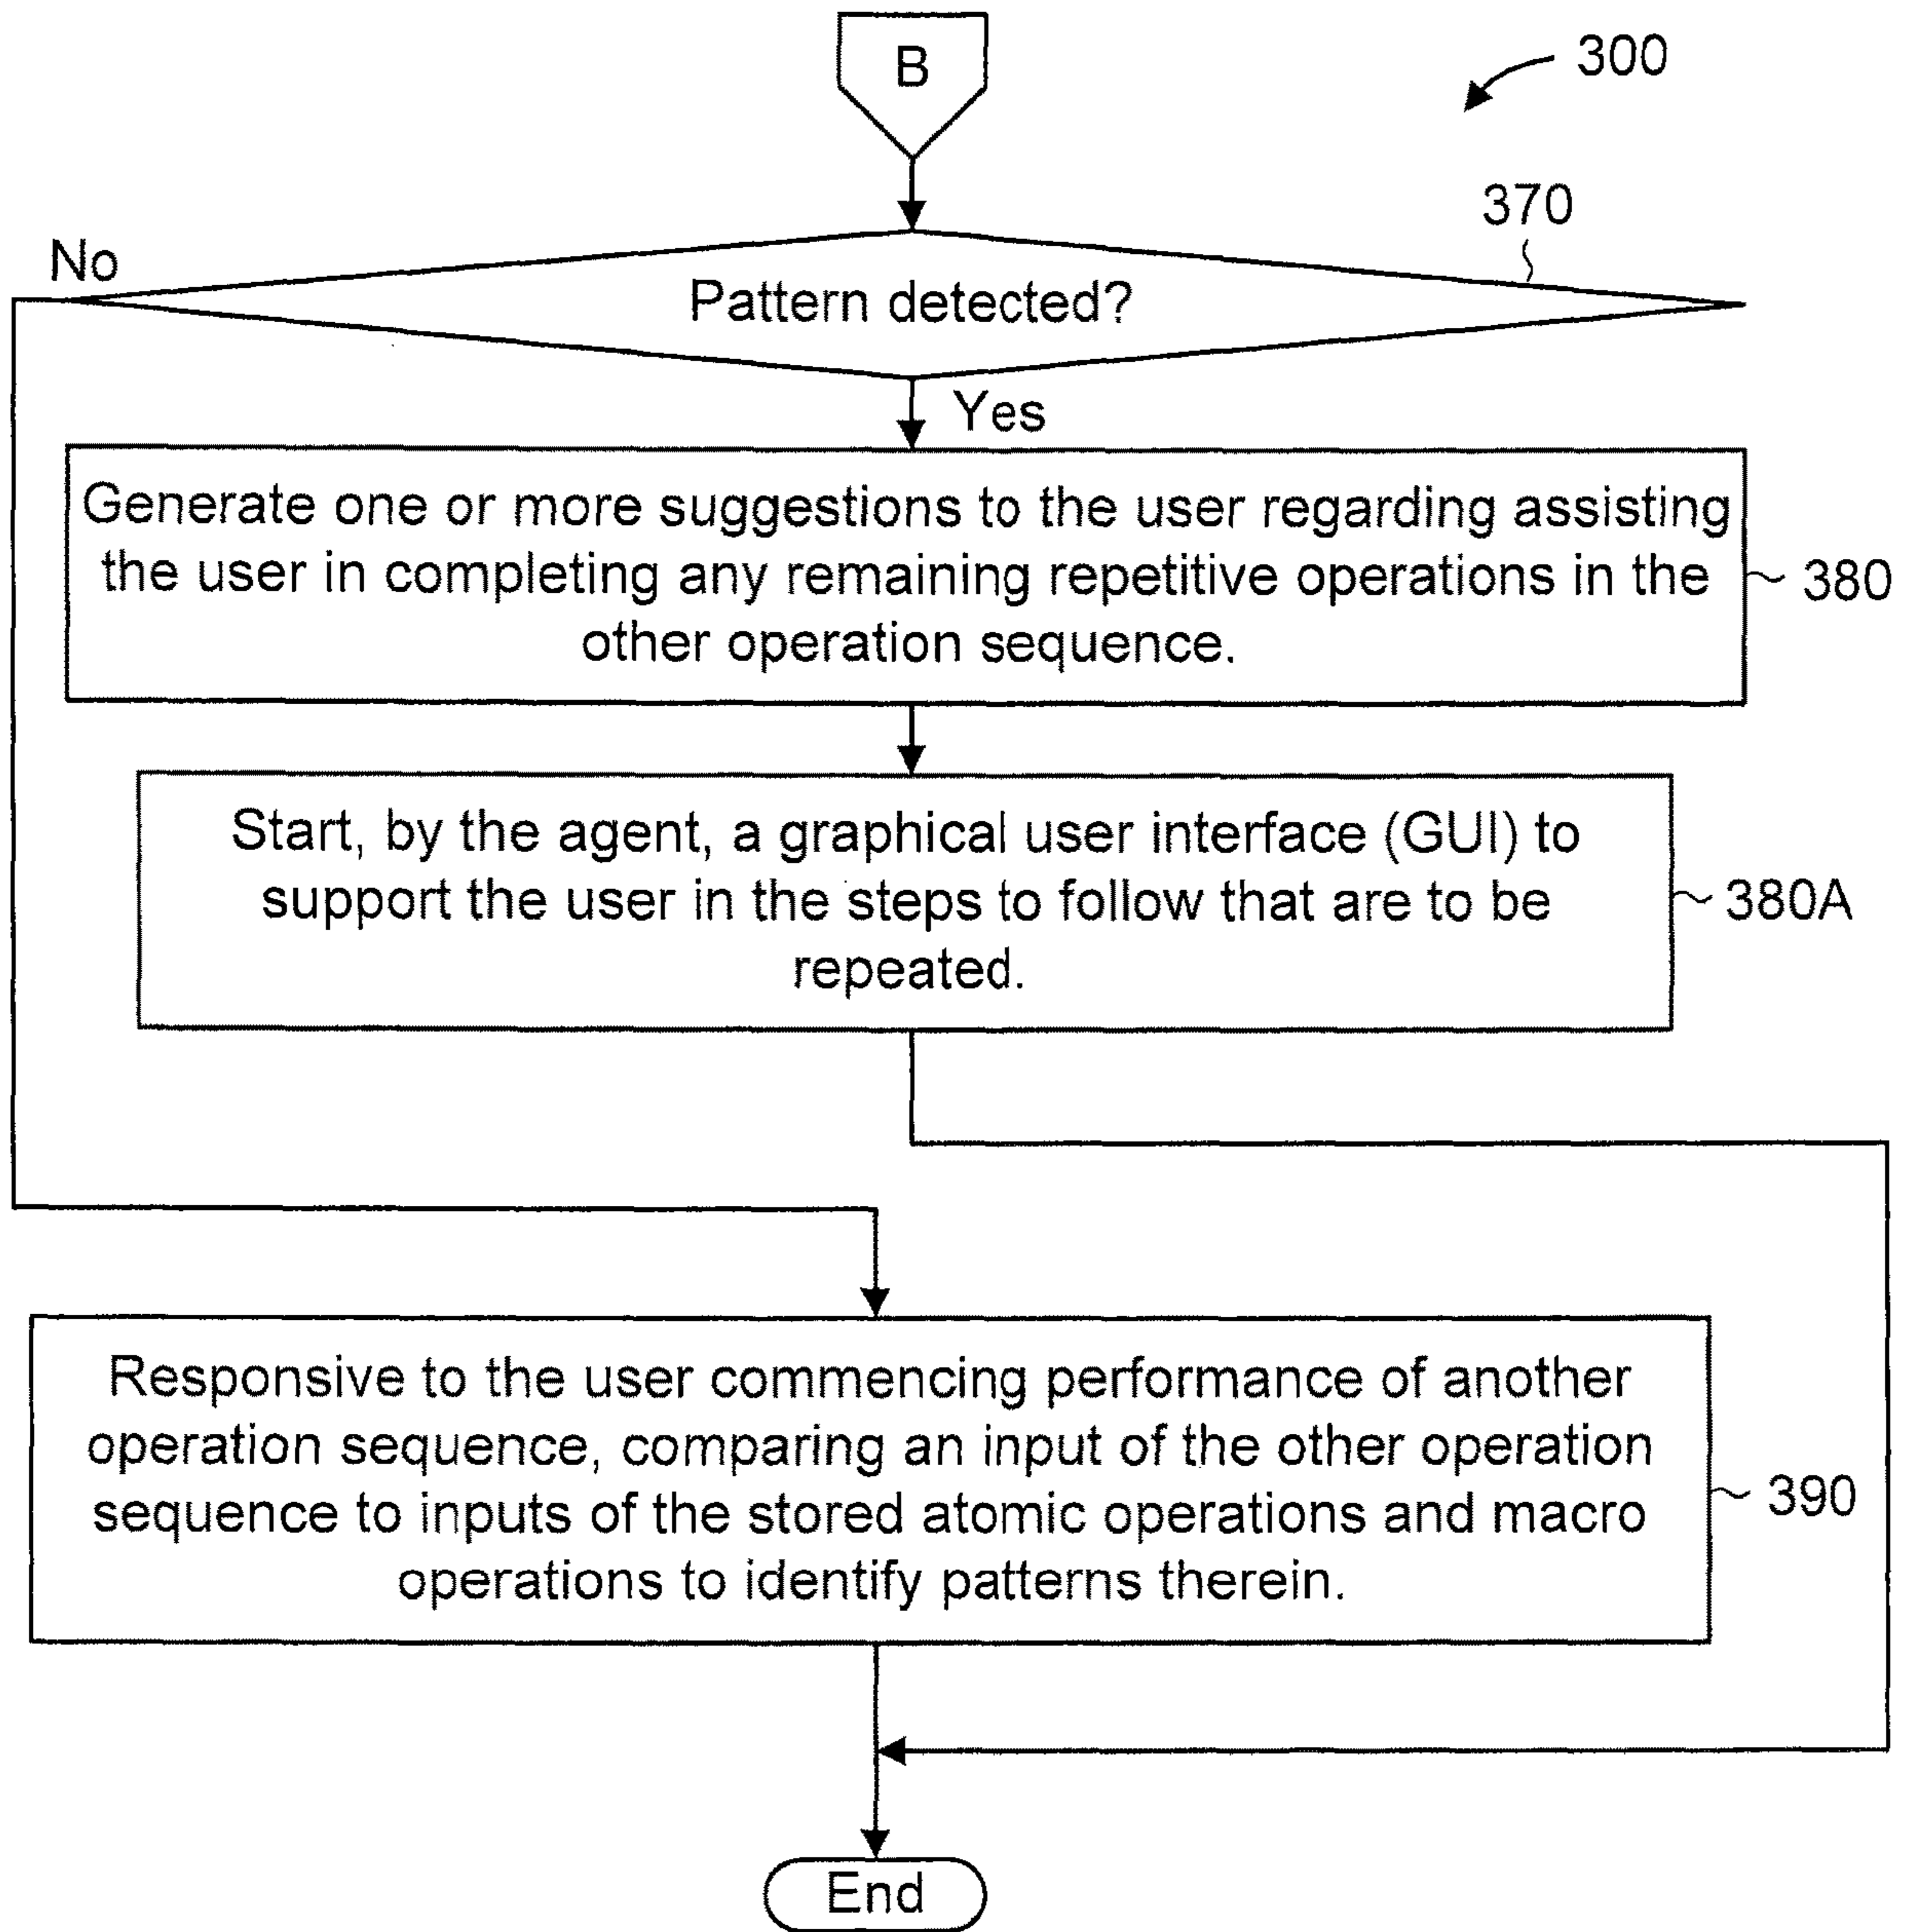 B
300
370
No
Pattern detected?
Yes
Generate one or more suggestions to the user regarding assisting
the user in completing any remaining repetitive operations in the
other operation sequence.
380
Start, by the agent, a graphical user interface (GUI) to
support the user in the steps to follow that are to be
repeated.
380A
Responsive to the user commencing performance of another
operation sequence, comparing an input of the other operation
sequence to inputs of the stored atomic operations and macro
operations to identify patterns therein.
390
End